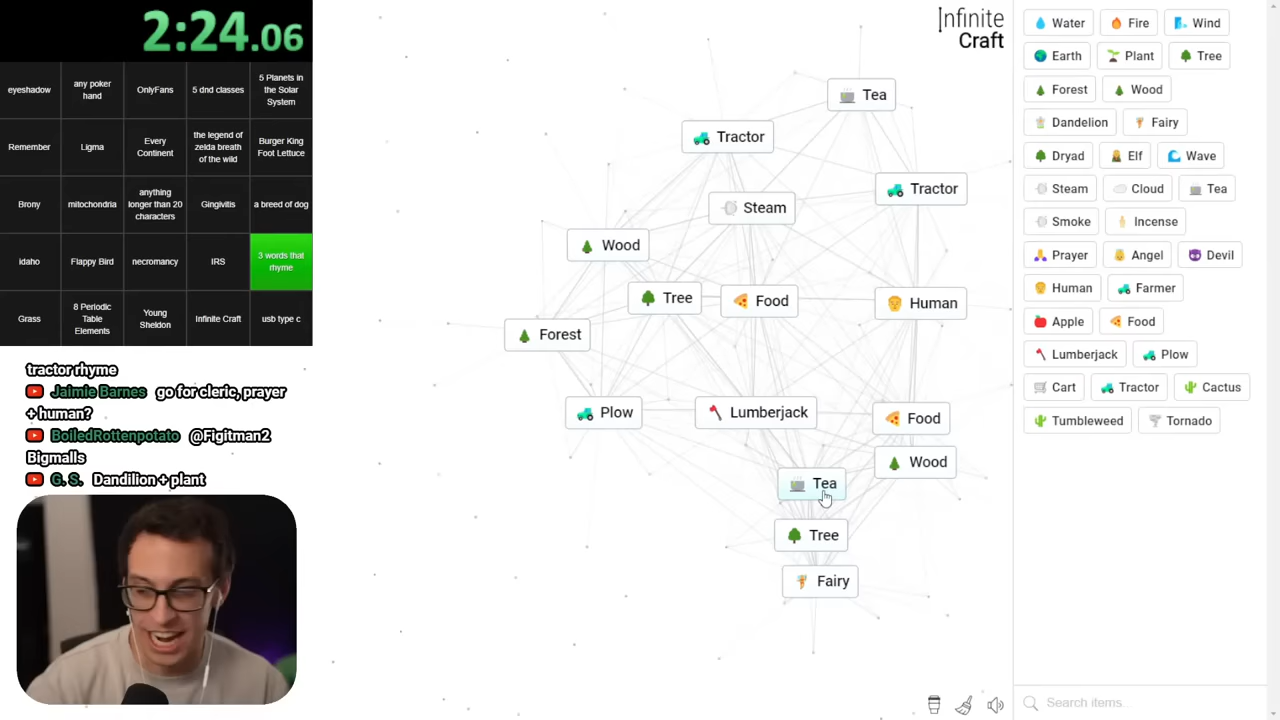 2:24.06
eyeshadow
any poker
hand
OnlyFans
5 dnd classes
5 Planets in
the Solar
System
Remember
Ligma
Every
Continent
the legend of
zelda breath
of the wild
Burger King
Foot Lettuce
Brony
mitochondria
anything
longer than 20
characters
Gingivitis
a breed of dog
Idaho
Flappy Bird
necromancy
IRS
3 words that
rhyme
Grass
8 Periodic
Table
Elements
Young
Sheldon
Infinite Craft
usb type c
tractor rhyme
Jaimie Barnes go for cleric, prayer
+ human?
BoiledRottenpotato @Figitman2
Bigmalls
G. S. Dandilion + plant
Infinite
Craft
Tea
Tractor
Tractor
Steam
Wood
Tree
Food
Human
Forest
Plow
Lumberjack
Food
Wood
Tea
Tree
Fairy
Water Fire Wind
Earth Plant Tree
Forest Wood
Dandelion Fairy
Dryad Elf Wave
Steam Cloud Tea
Smoke Incense
Prayer Angel Devil
Human Farmer
Apple Food
Lumberjack Plow
Cart Tractor Cactus
Tumbleweed Tornado
Search items...